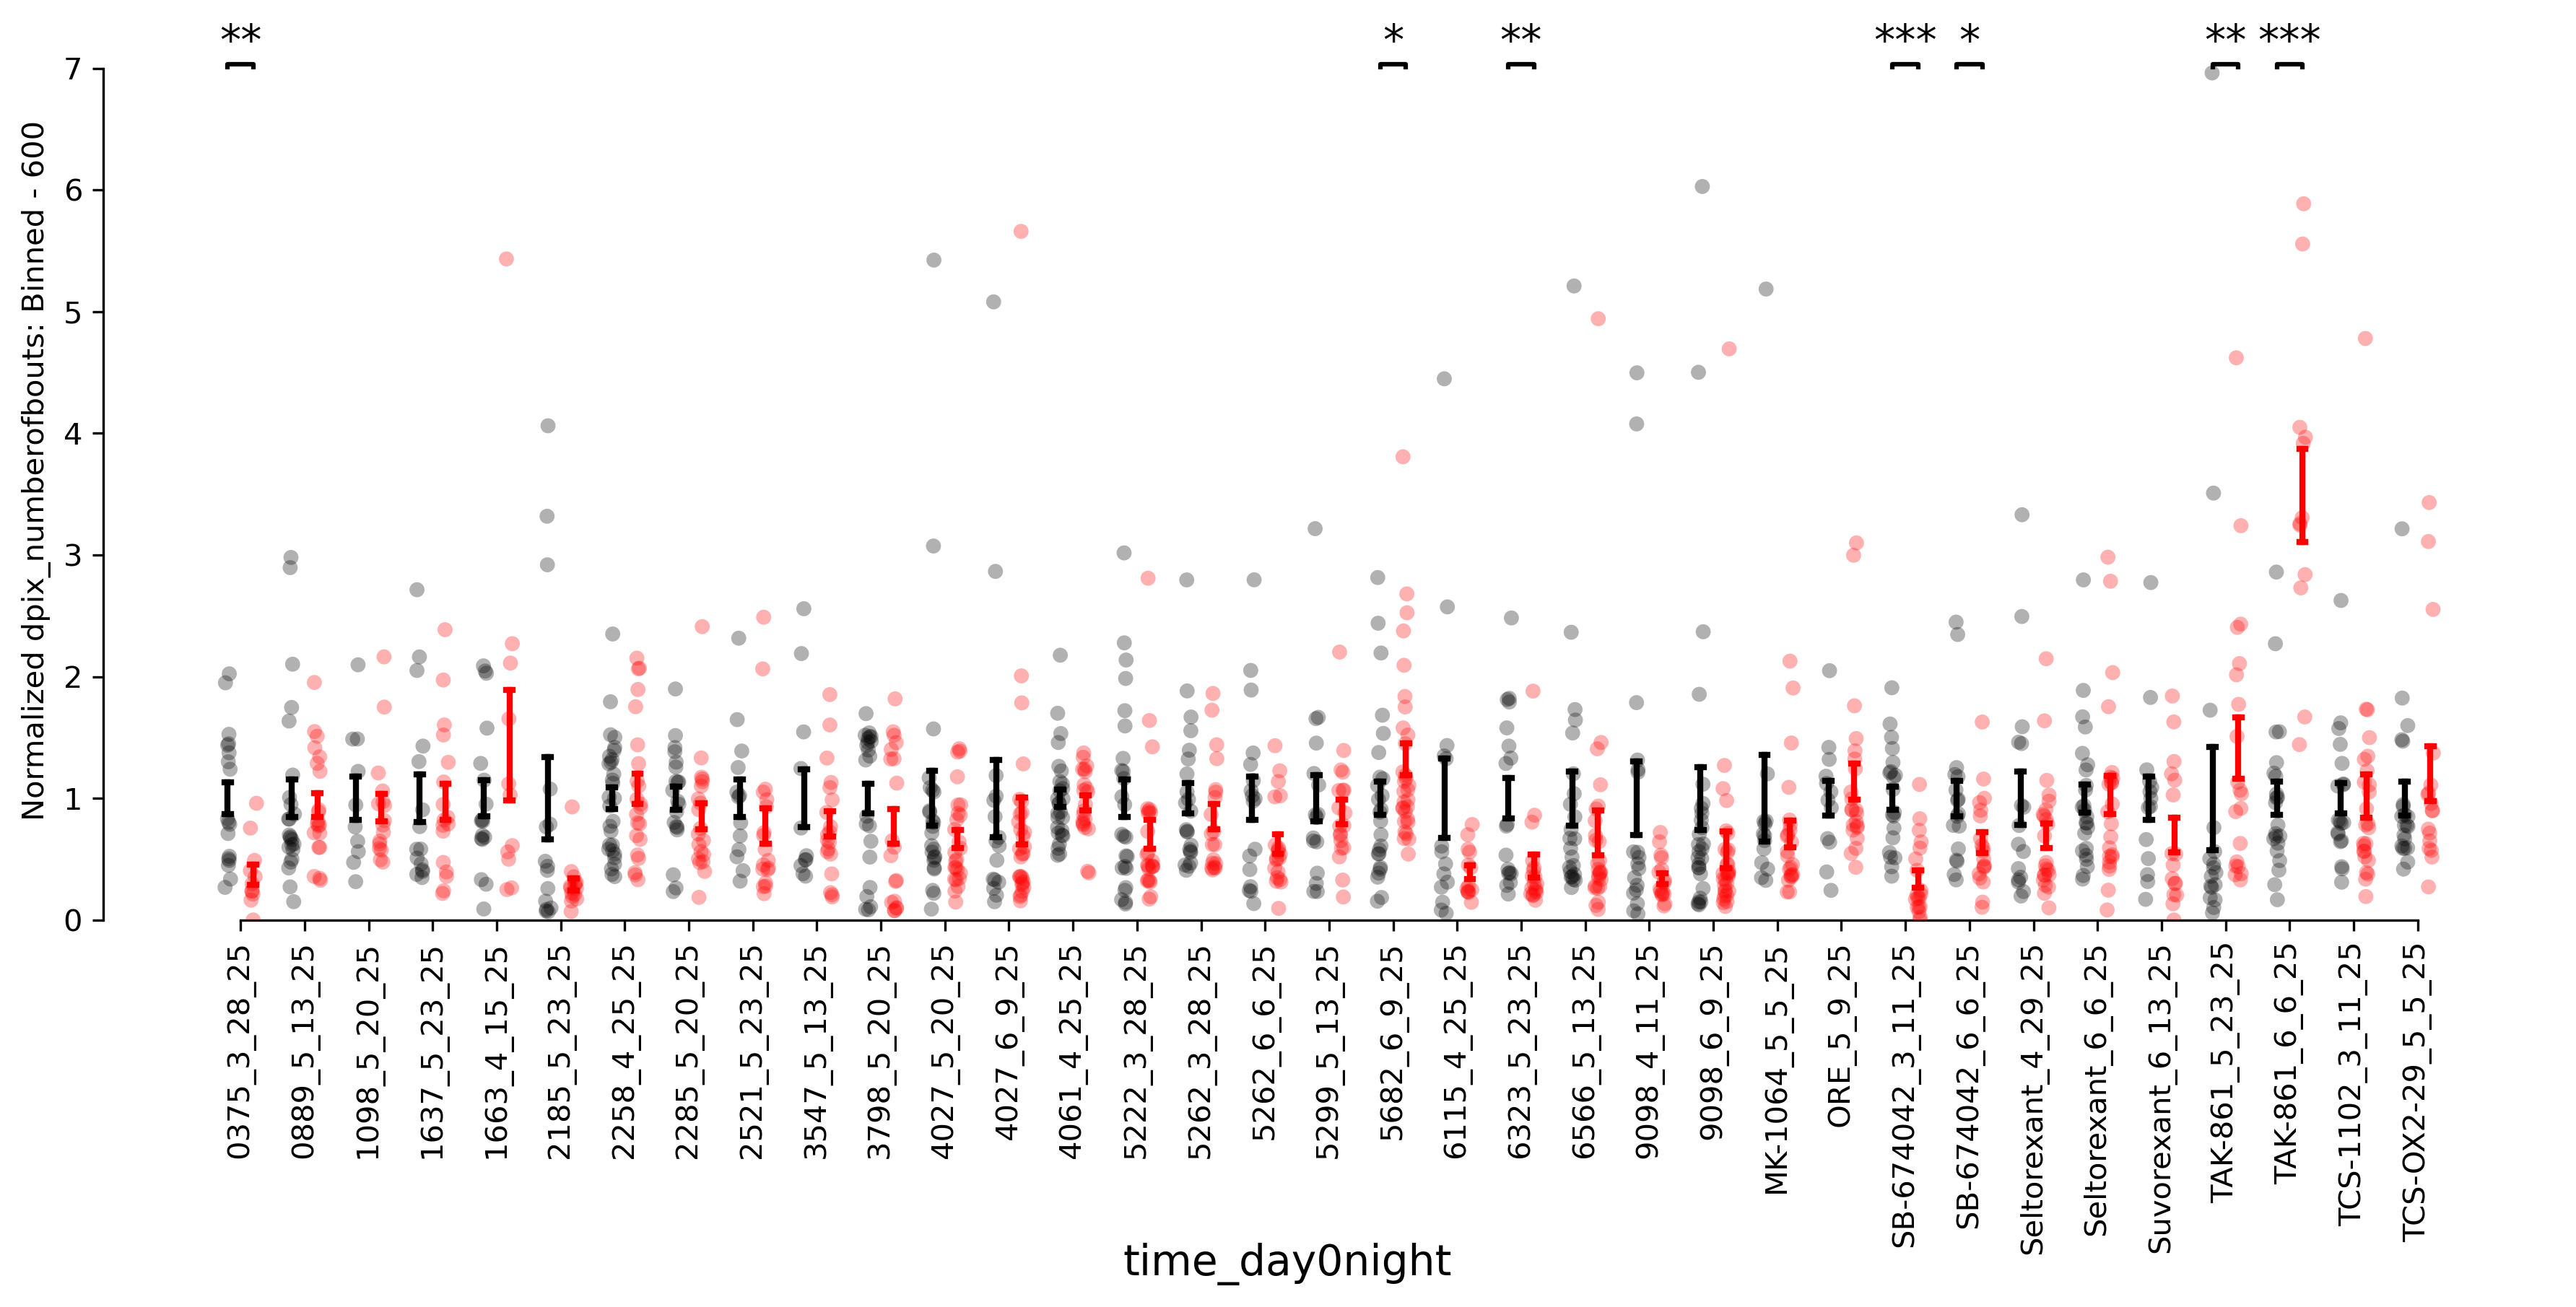 ** * ** *** * ** ***
Normalized dpix_numberofbouts: Binned - 600
7
6
5
4
3
2
1
0
0375_3_28_25
0889_5_13_25
1098_5_20_25
1637_5_23_25
1663_4_15_25
2185_5_23_25
2258_4_25_25
2285_5_20_25
2521_5_23_25
3547_5_13_25
3798_5_20_25
4027_5_20_25
4027_6_9_25
4061_4_25_25
5222_3_28_25
5262_3_28_25
5262_6_6_25
5299_5_13_25
5682_6_9_25
6115_4_25_25
6323_5_23_25
6566_5_13_25
9098_4_11_25
9098_6_9_25
MK-1064_5_5_25
ORE_5_9_25
SB-674042_3_11_25
SB-674042_6_6_25
Seltorexant_4_29_25
Seltorexant_6_6_25
Suvorexant_6_13_25
TAK-861_5_23_25
TAK-861_6_6_25
TCS-1102_3_11_25
TCS-OX2-29_5_5_25
time_day0night